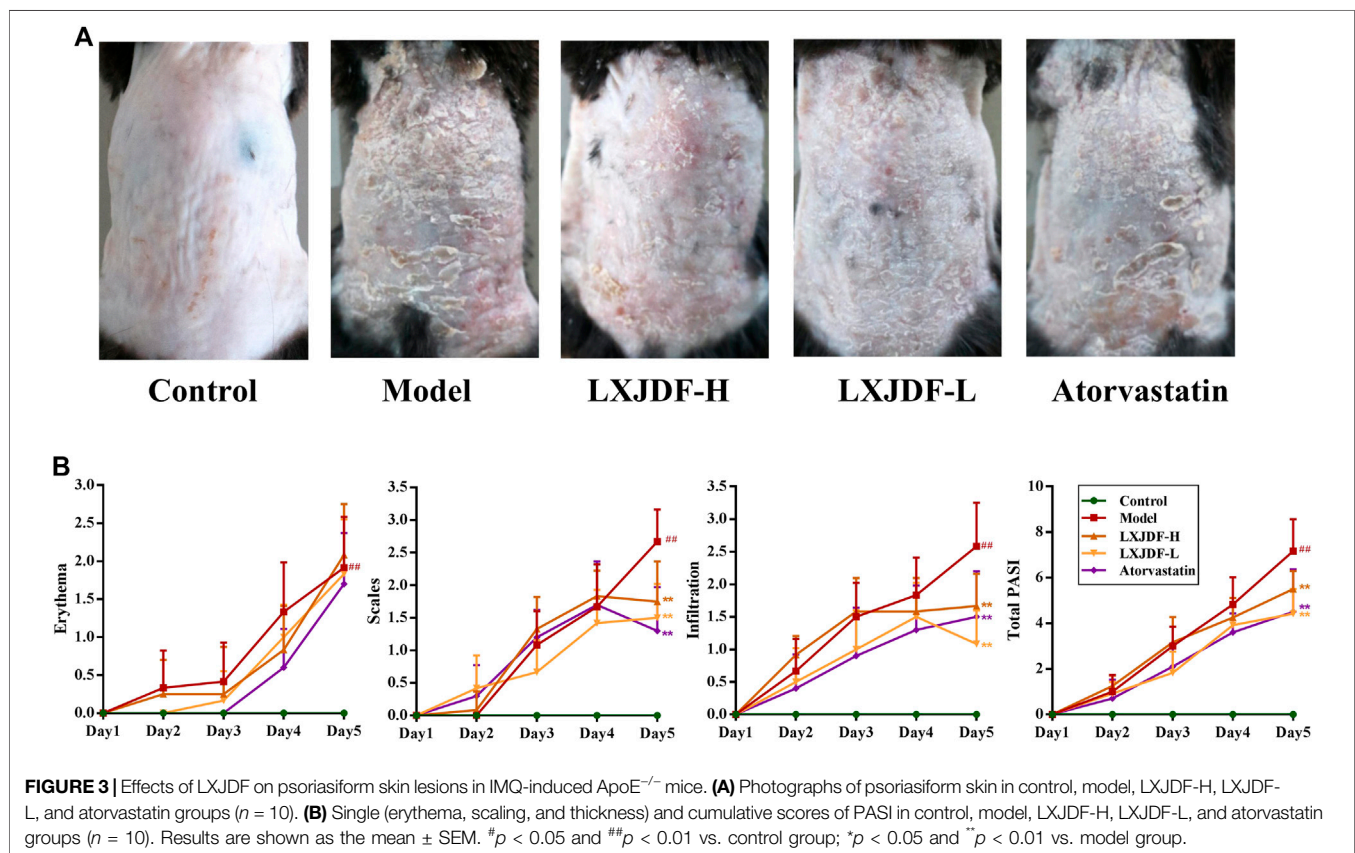 A
Control
Model
LXJDF-H
LXJDF-L
Atorvastatin
B
Erythema
3.0
2.5
2.0
1.5
1.0
0.5
0.0
##
Day1 Day2 Day3 Day4 Day5
Scales
3.5
3.0
2.5
2.0
1.5
1.0
0.5
0.0
##
**
**
**
Day1 Day2 Day3 Day4 Day5
Infiltration
3.5
3.0
2.5
2.0
1.5
1.0
0.5
0.0
##
**
**
**
Day1 Day2 Day3 Day4 Day5
Total PASI
10
8
6
4
2
0
Control
Model
LXJDF-H
LXJDF-L
Atorvastatin
##
**
**
**
Day1 Day2 Day3 Day4 Day5
FIGURE 3 | Effects of LXJDF on psoriasiform skin lesions in IMQ-induced ApoE−/− mice. (A) Photographs of psoriasiform skin in control, model, LXJDF-H, LXJDF-
L, and atorvastatin groups (n = 10). (B) Single (erythema, scaling, and thickness) and cumulative scores of PASI in control, model, LXJDF-H, LXJDF-L, and atorvastatin
groups (n = 10). Results are shown as the mean ± SEM. #p < 0.05 and ##p < 0.01 vs. control group; *p < 0.05 and **p < 0.01 vs. model group.